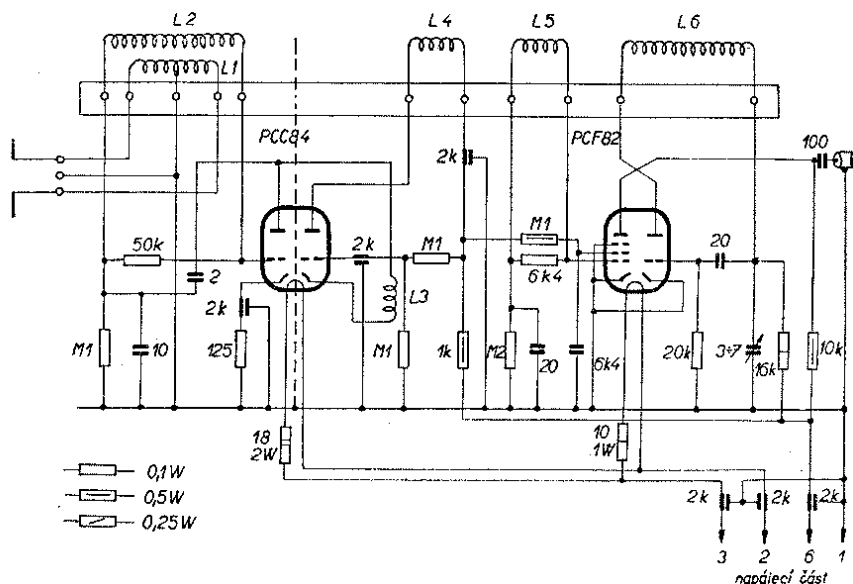 L2
L4
L5
L6
L1
PCC84
PCF82
2k
100
50k
2
2k
M1
M1
6k4
20
2k
L3
M1
10
125
M1
1k
M2
20
6k4
20k
3÷7
16k
10k
18
2W
10
1W
0,1W
0,5W
0,25W
2k
2k
2k
3
2
6
1
napájecí část